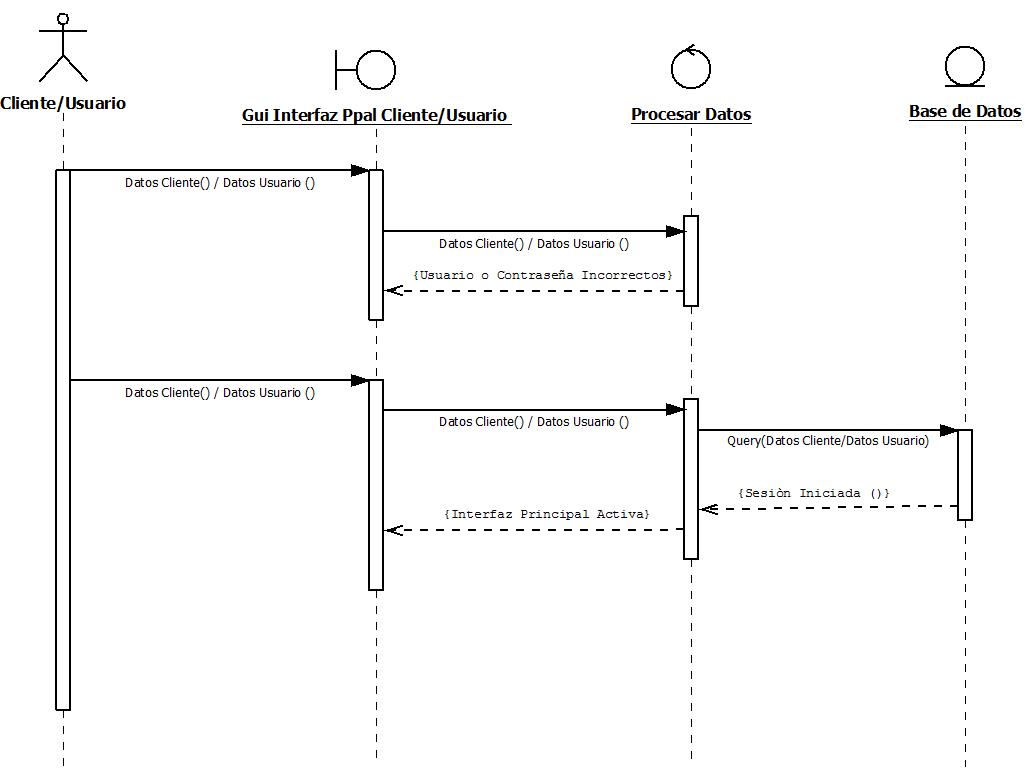 Cliente/Usuario
Gui Interfaz Ppal Cliente/Usuario
Procesar Datos
Base de Datos
Datos Cliente() / Datos Usuario ()
Datos Cliente() / Datos Usuario ()
{Usuario o Contraseña Incorrectos}
Datos Cliente() / Datos Usuario ()
Datos Cliente() / Datos Usuario ()
Query(Datos Cliente/Datos Usuario)
{Sesiòn Iniciada ()}
{Interfaz Principal Activa}